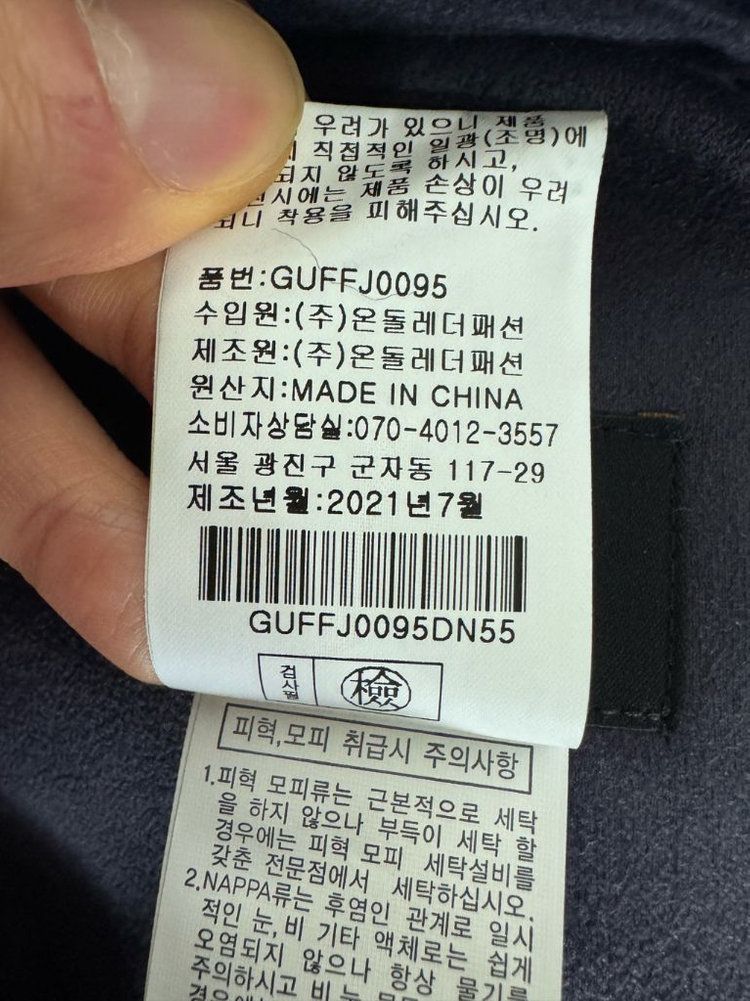 우려가 있으니 제품
직접적인 일광(조명)에
되지 않도록 하시고,
시에는 제품 손상이 우려
되니 착용을 피해주십시오.
품번:GUFFJ0095
수입원:(주)온돌레더패션
제조원:(주)온돌레더패션
원산지:MADE IN CHINA
소비자상담실:070-4012-3557
서울 광진구 군자동 117-29
제조년월:2021년7월
GUFFJ0095DN55
검사필 檢
피혁,모피 취급시 주의사항
1.피혁 모피류는 근본적으로 세탁
을 하지 않으나 부득이 세탁 할
경우에는 피혁 모피 세탁설비를
갖춘 전문점에서 세탁하십시오.
2.NAPPA류는 후염인 관계로 일시
적인 눈,비 기타 액체로는 쉽게
오염되지 않으나 항상 물기를
주의하시고 비